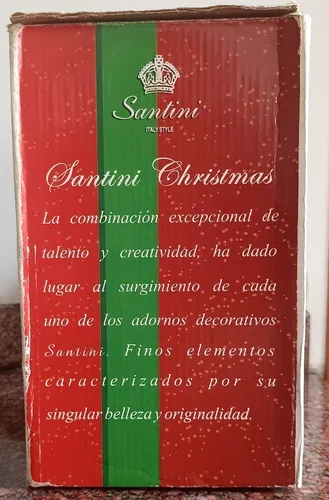 Santini
ITALY STYLE
Santini Christmas
La combinación excepcional de
talento y creatividad, ha dado
lugar al surgimiento de cada
uno de los adornos decorativos
Santini. Finos elementos
caracterizados por su
singular belleza y originalidad.